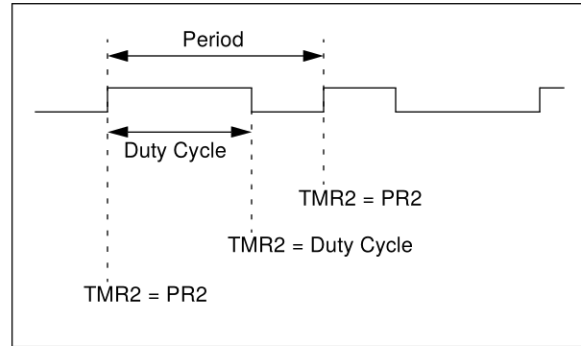 Period
Duty Cycle
TMR2 = PR2
TMR2 = Duty Cycle
TMR2 = PR2